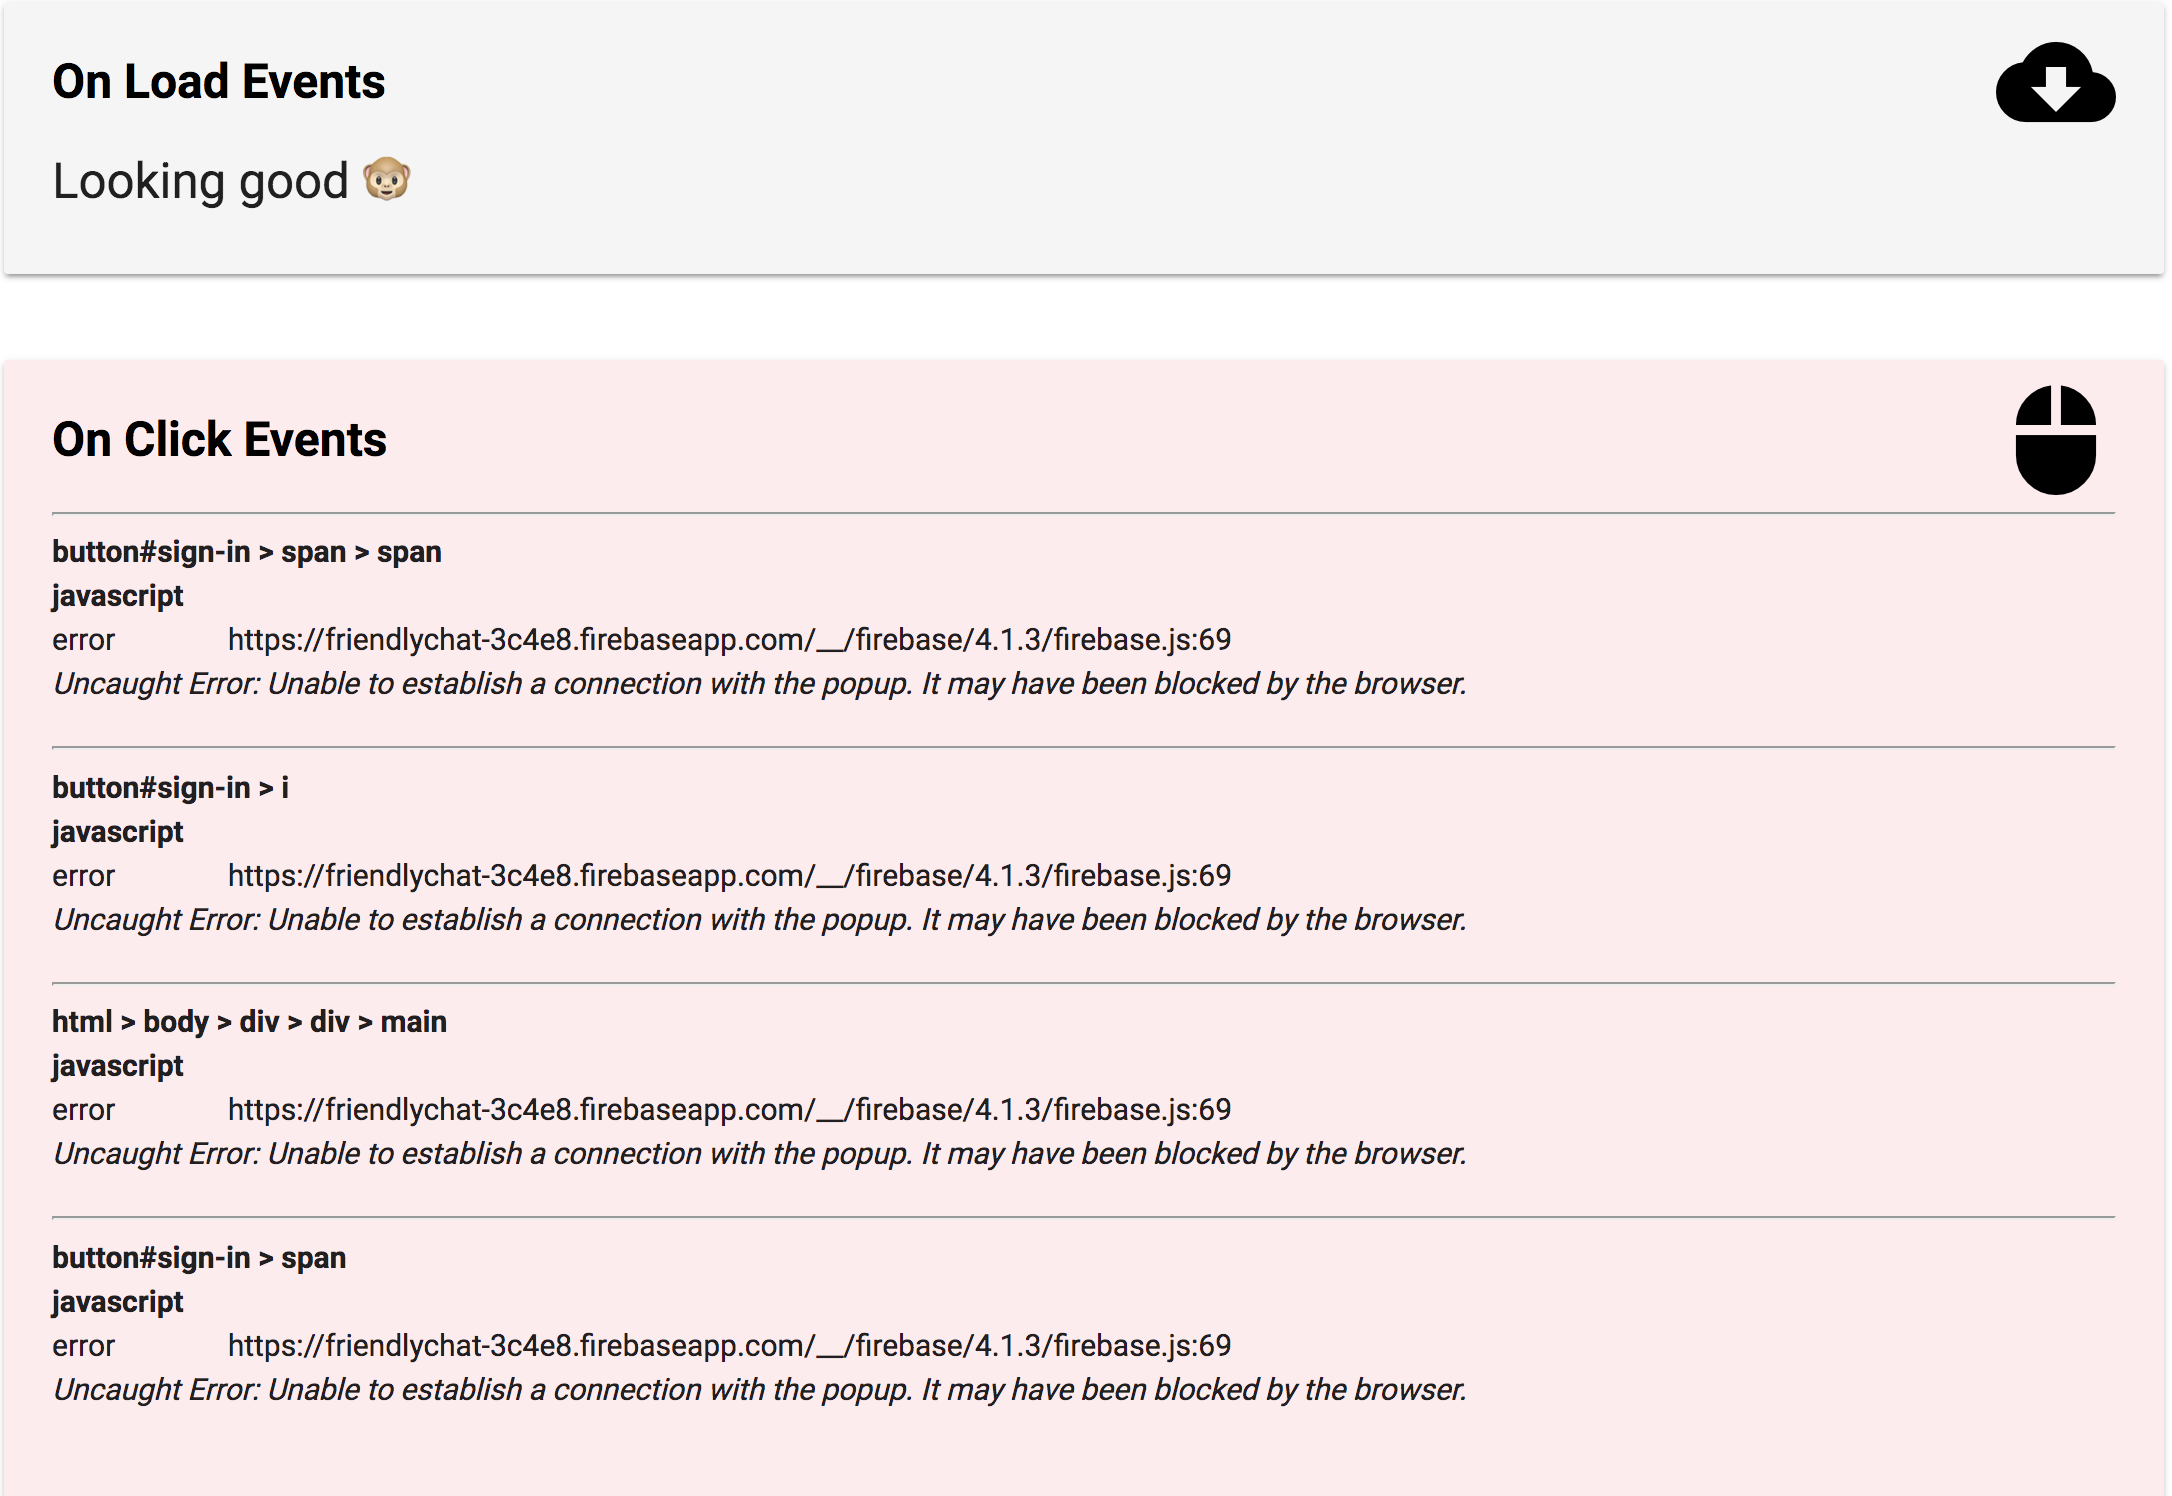 On Load Events
Looking good 🐵
On Click Events
button#sign-in > span > span
javascript
error https://friendlychat-3c4e8.firebaseapp.com/__/firebase/4.1.3/firebase.js:69
Uncaught Error: Unable to establish a connection with the popup. It may have been blocked by the browser.
button#sign-in > i
javascript
error https://friendlychat-3c4e8.firebaseapp.com/__/firebase/4.1.3/firebase.js:69
Uncaught Error: Unable to establish a connection with the popup. It may have been blocked by the browser.
html > body > div > div > main
javascript
error https://friendlychat-3c4e8.firebaseapp.com/__/firebase/4.1.3/firebase.js:69
Uncaught Error: Unable to establish a connection with the popup. It may have been blocked by the browser.
button#sign-in > span
javascript
error https://friendlychat-3c4e8.firebaseapp.com/__/firebase/4.1.3/firebase.js:69
Uncaught Error: Unable to establish a connection with the popup. It may have been blocked by the browser.